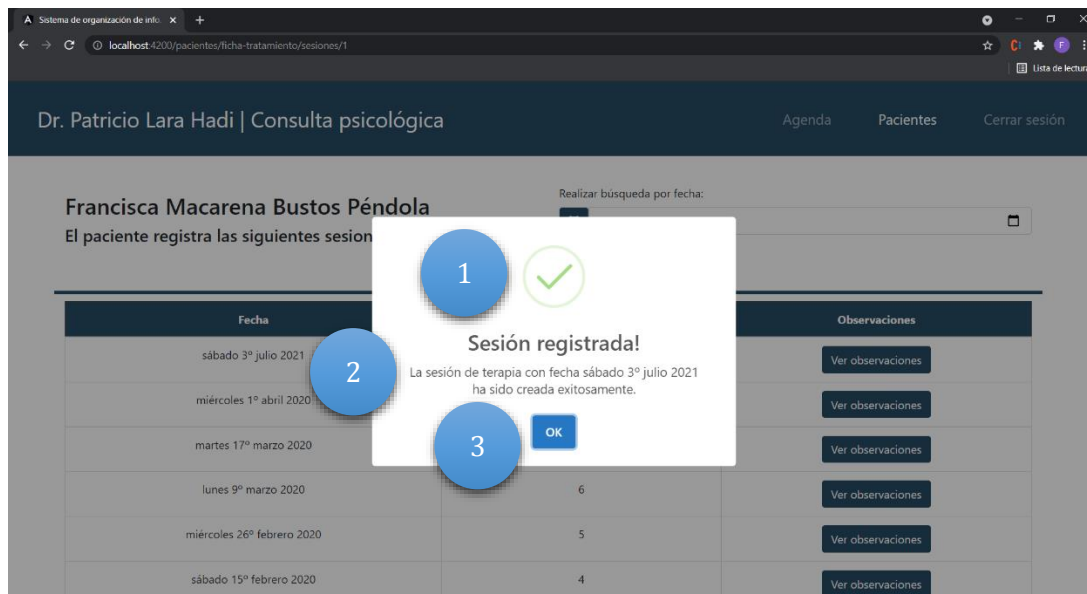 Sistema de organización de info
localhost:4200/pacientes/ficha-tratamiento/sesiones/1
Lista de lectura
Dr. Patricio Lara Hadi | Consulta psicológica
Agenda
Pacientes
Cerrar sesión
Francisca Macarena Bustos Péndola
Realizar búsqueda por fecha:
El paciente registra las siguientes sesion
1
Fecha
Observaciones
Sesión registrada!
sábado 3º julio 2021
Ver observaciones
2
La sesión de terapia con fecha sábado 3º julio 2021
ha sido creada exitosamente.
miércoles 1º abril 2020
Ver observaciones
3
OK
martes 17º marzo 2020
Ver observaciones
lunes 9º marzo 2020
6
Ver observaciones
miércoles 26º febrero 2020
5
Ver observaciones
sábado 15º febrero 2020
4
Ver observaciones